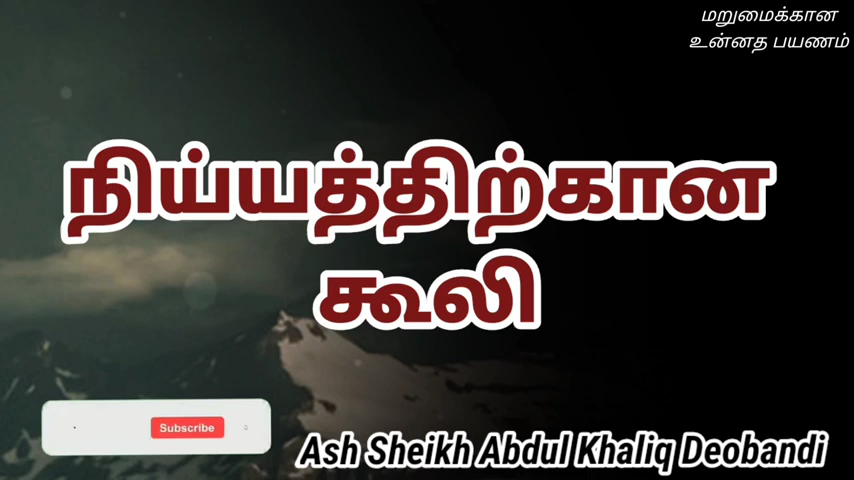 மறுமைக்கான
உன்னத பயணம்
நிய்யத்திற்கான
கூலி
Subscribe
Ash Sheikh Abdul Khaliq Deobandi